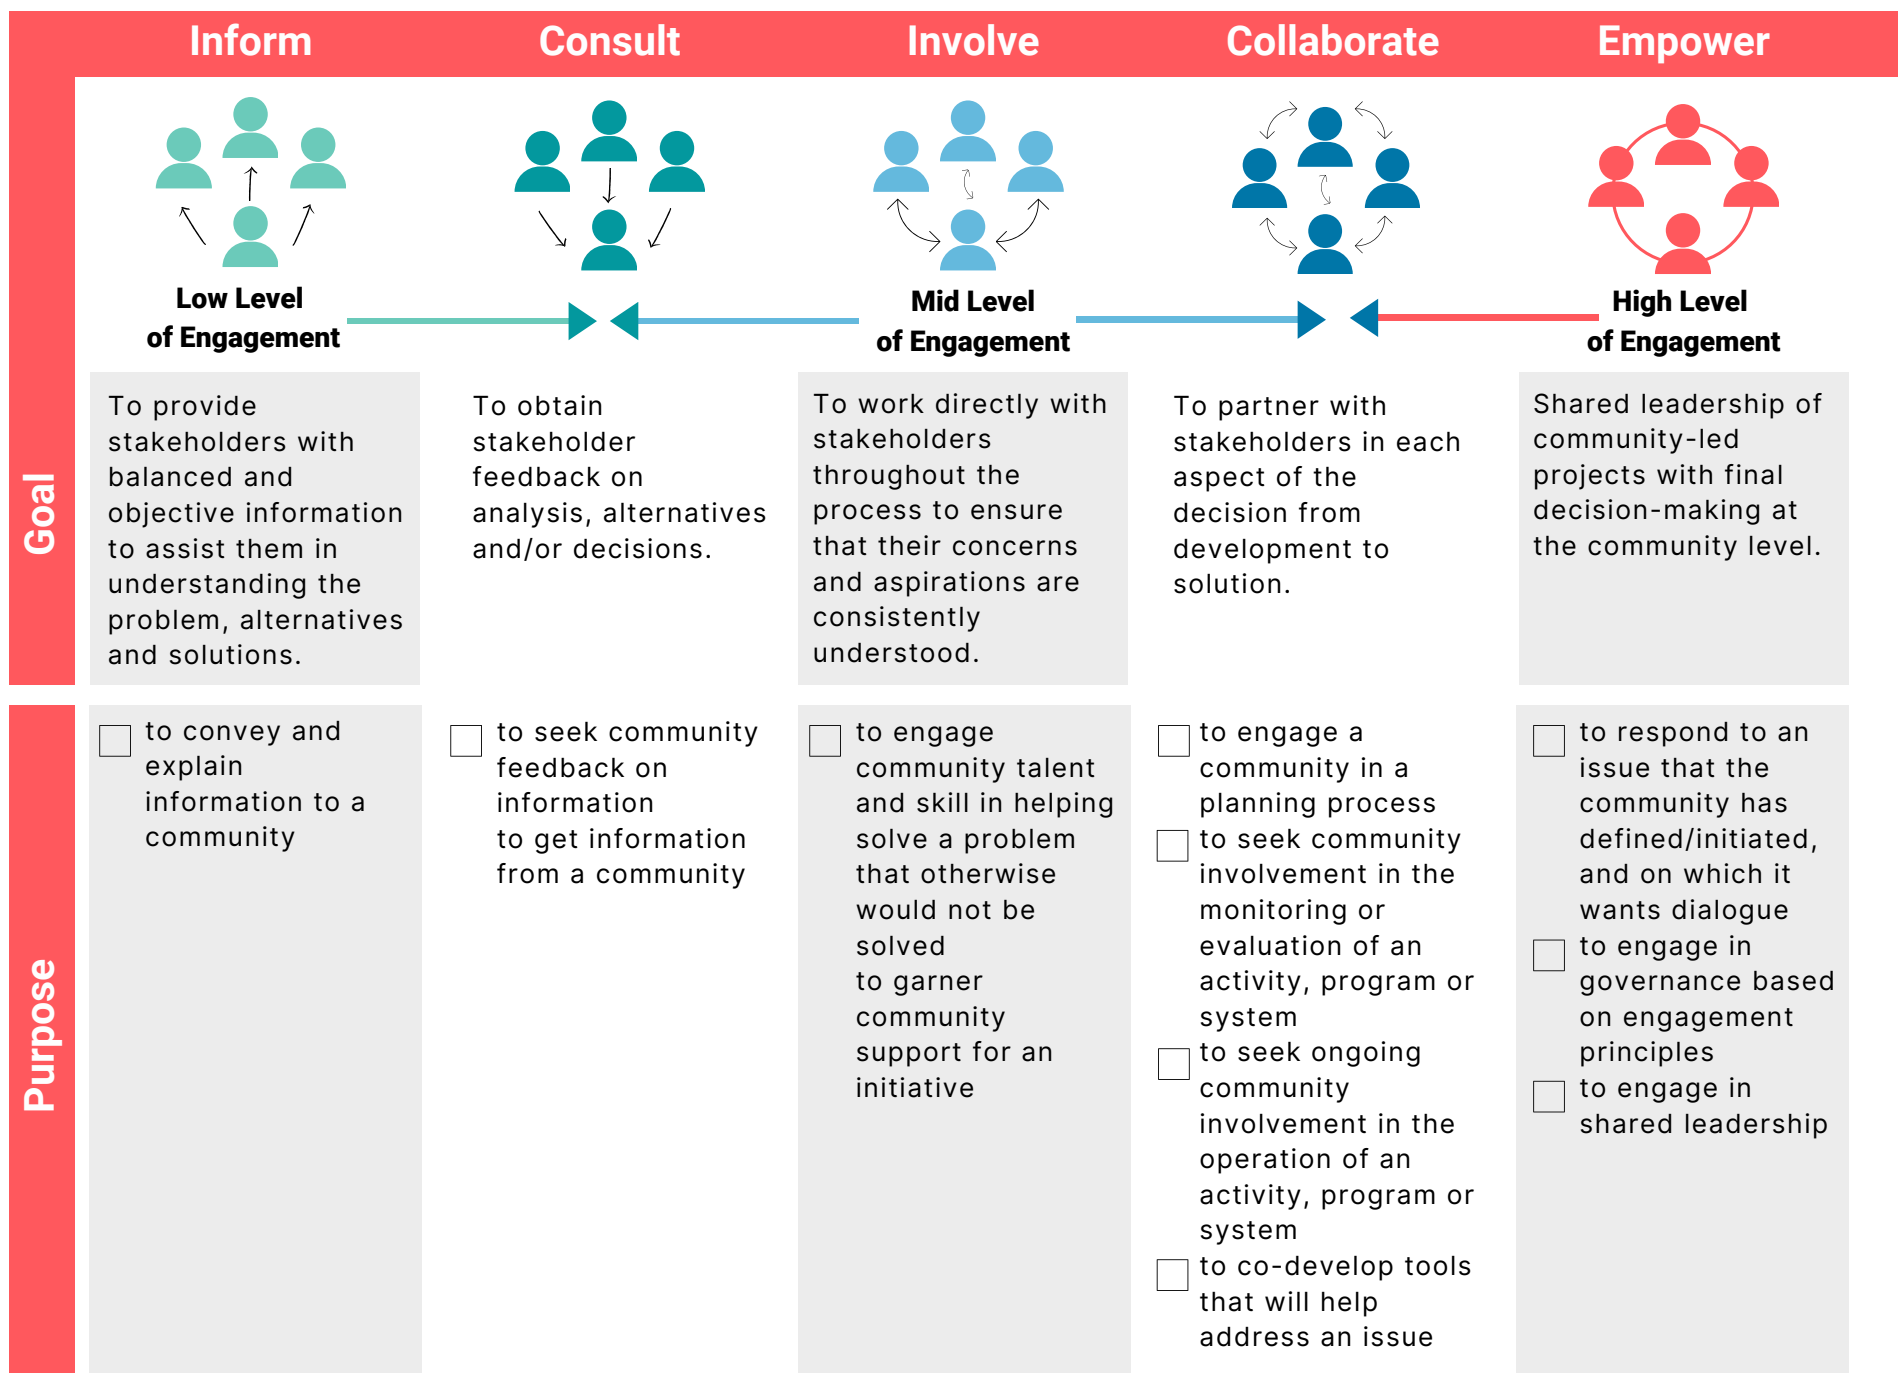 Inform
Consult
Involve
Collaborate
Empower
Low Level
of Engagement
Mid Level
of Engagement
High Level
of Engagement
Goal
To provide
stakeholders with
balanced and
objective information
to assist them in
understanding the
problem, alternatives
and solutions.
To obtain
stakeholder
feedback on
analysis, alternatives
and/or decisions.
To work directly with
stakeholders
throughout the
process to ensure
that their concerns
and aspirations are
consistently
understood.
To partner with
stakeholders in each
aspect of the
decision from
development to
solution.
Shared leadership of
community-led
projects with final
decision-making at
the community level.
Purpose
to convey and
explain
information to a
community
to seek community
feedback on
information
to get information
from a community
to engage
community talent
and skill in helping
solve a problem
that otherwise
would not be
solved
to garner
community
support for an
initiative
to engage a
community in a
planning process
to seek community
involvement in the
monitoring or
evaluation of an
activity, program or
system
to seek ongoing
community
involvement in the
operation of an
activity, program or
system
to co-develop tools
that will help
address an issue
to respond to an
issue that the
community has
defined/initiated,
and on which it
wants dialogue
to engage in
governance based
on engagement
principles
to engage in
shared leadership